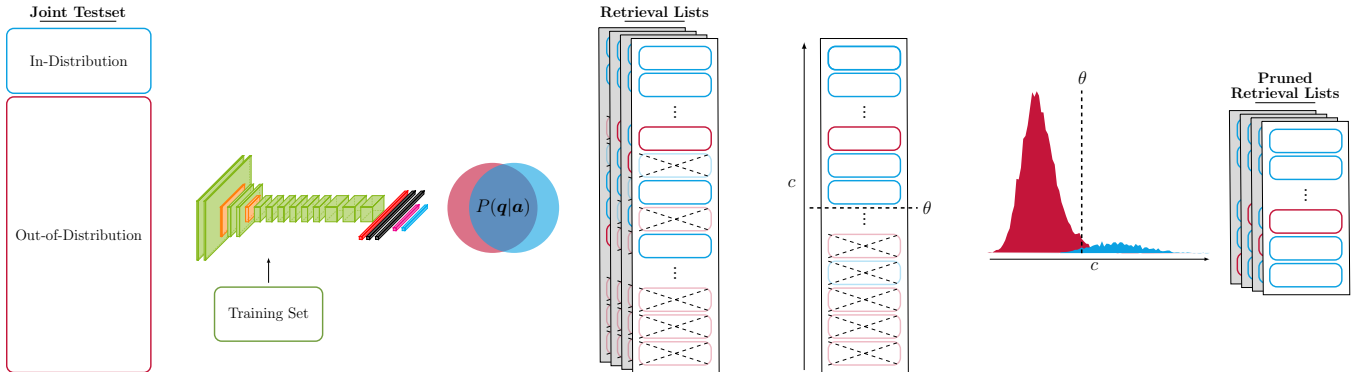 Joint Testset
In-Distribution
Out-of-Distribution
Training Set
P(q|a)
Retrieval Lists
⋮
⋮
c
⋮
θ
⋮
θ
c
Pruned
Retrieval Lists
⋮